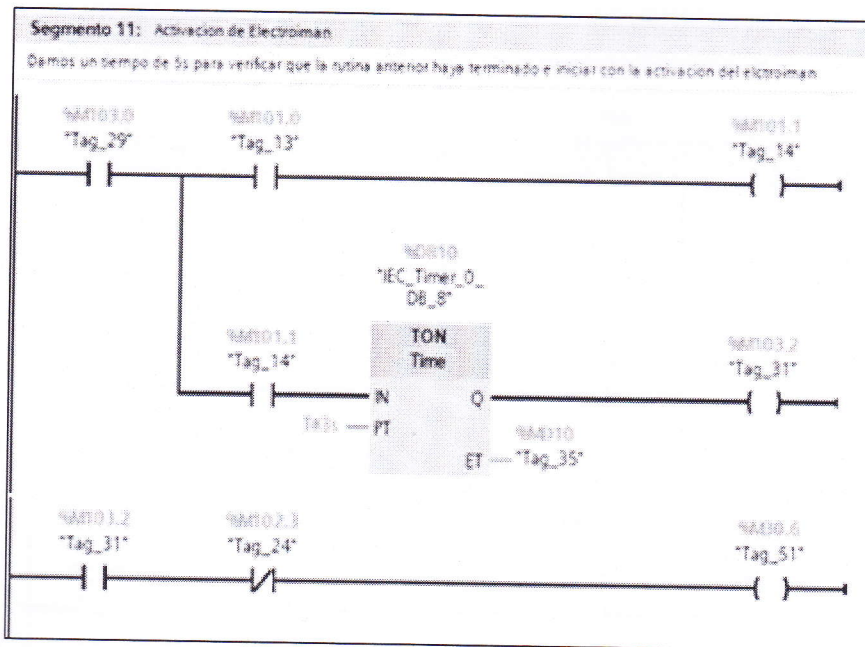 Segmento 11: Activacion de Electroiman
Damos un tiempo de 5s para verificar que la rutina anterior haya terminado e iniciar con la activacion del elctroiman
%M103.0 %M101.0 %M101.1
"Tag_29" "Tag_13" "Tag_14"
%DB10
"IEC_Timer_0_
DB_8"
%M101.1 TON %M103.2
"Tag_14" Time "Tag_31"
IN Q
T#3s PT %MD10
ET "Tag_35"
%M103.2 %M102.3 %M30.6
"Tag_31" "Tag_24" "Tag_51"